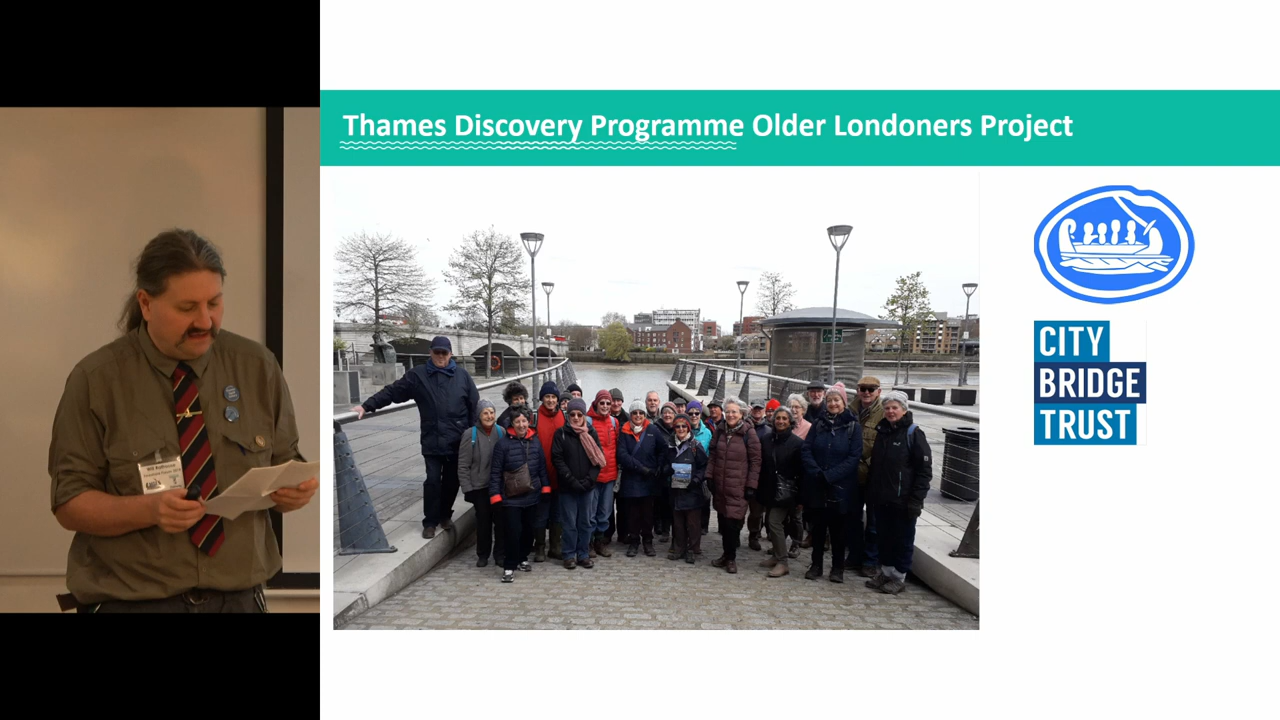 Thames Discovery Programme Older Londoners Project
CITY
BRIDGE
TRUST